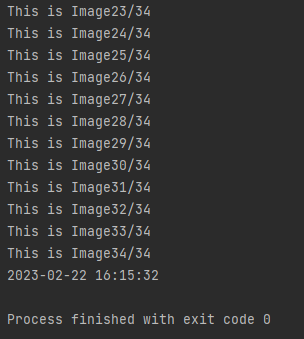 This is Image23/34
This is Image24/34
This is Image25/34
This is Image26/34
This is Image27/34
This is Image28/34
This is Image29/34
This is Image30/34
This is Image31/34
This is Image32/34
This is Image33/34
This is Image34/34
2023-02-22 16:15:32
Process finished with exit code 0